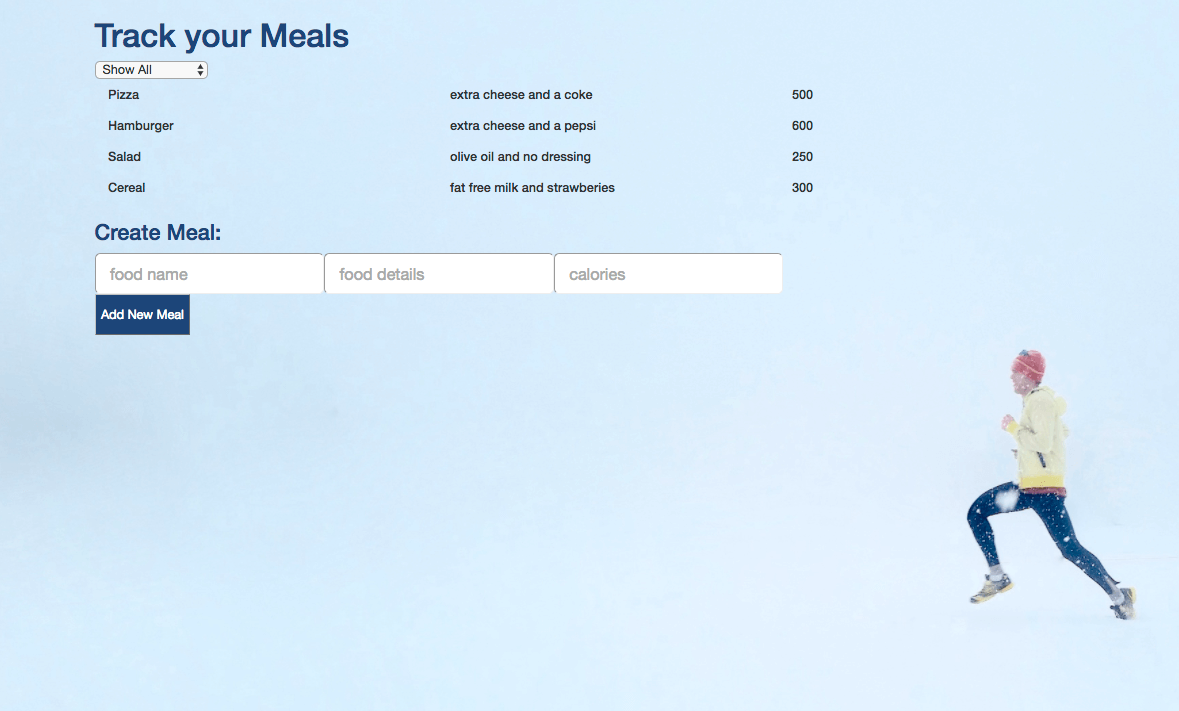 Track your Meals
Show All
Pizza extra cheese and a coke 500
Hamburger extra cheese and a pepsi 600
Salad olive oil and no dressing 250
Cereal fat free milk and strawberies 300
Create Meal:
food name food details calories
Add New Meal